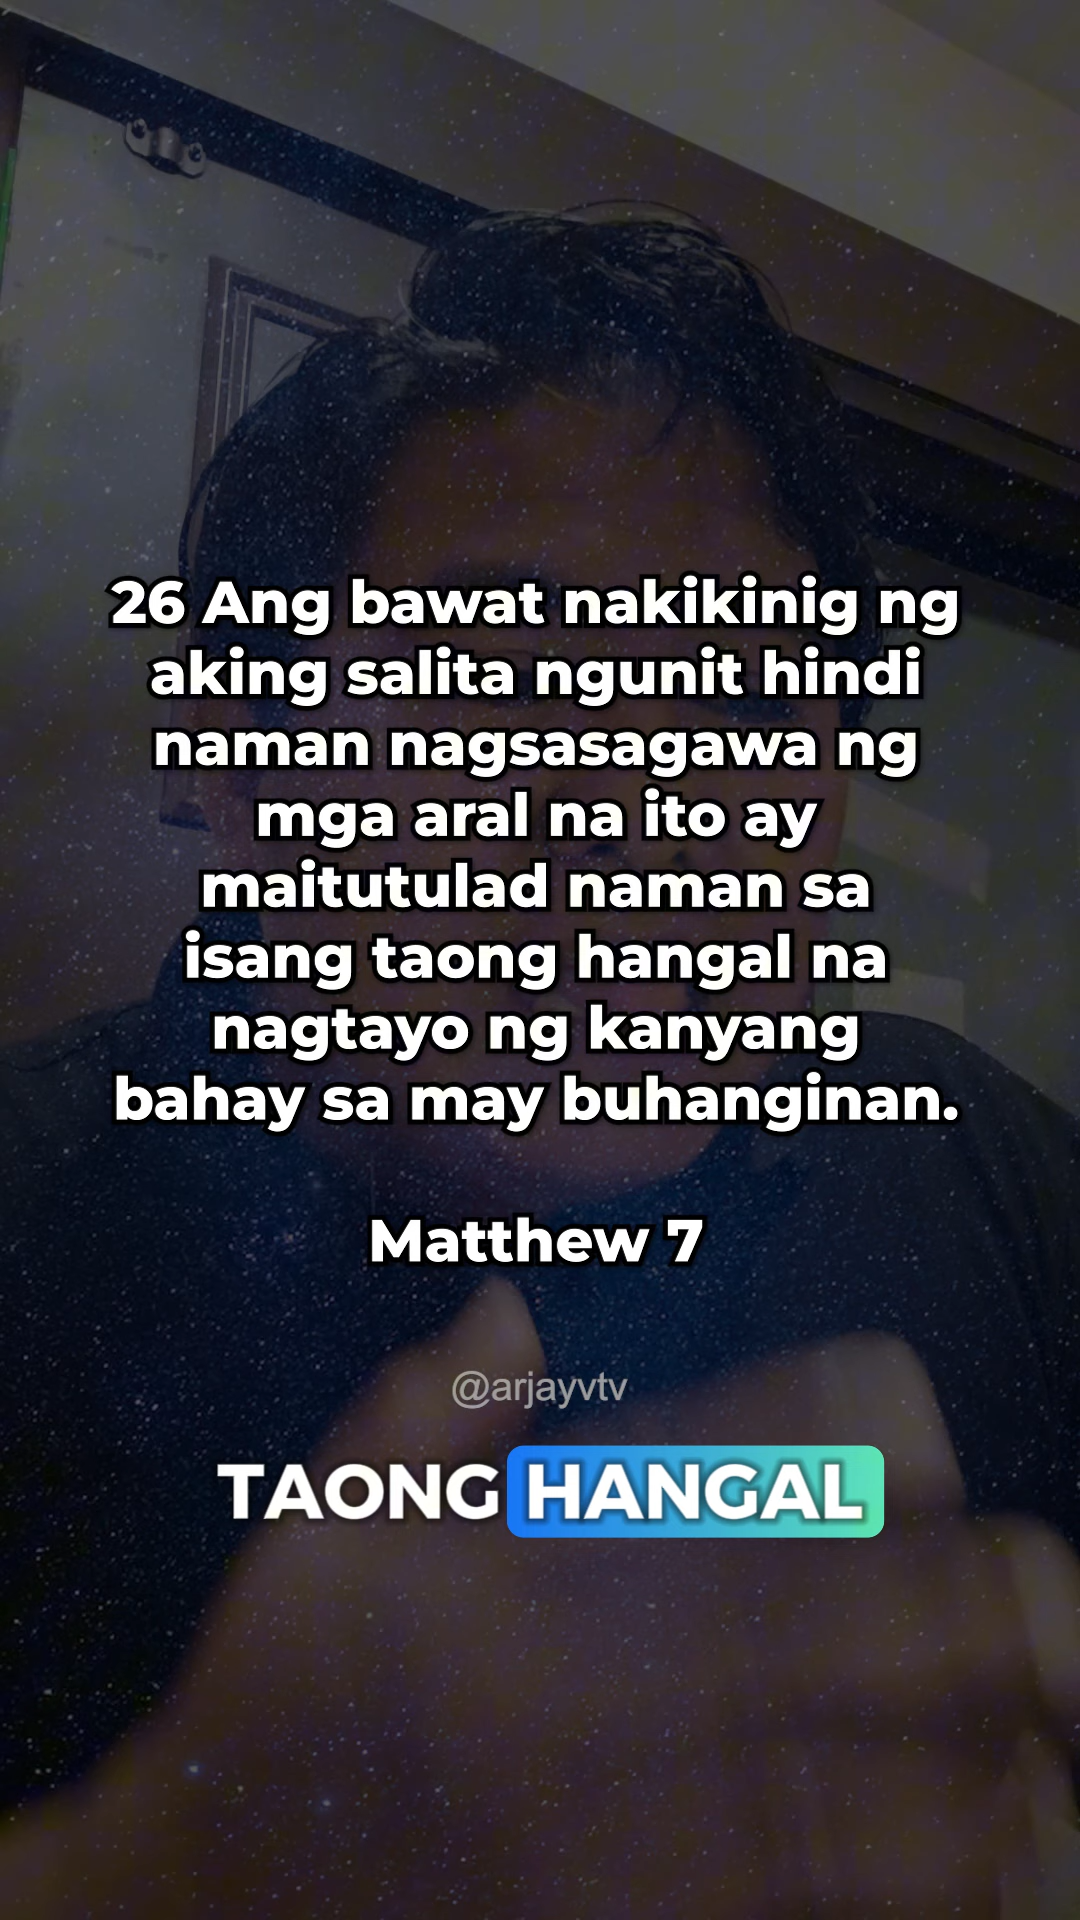 26 Ang bawat nakikinig ng
aking salita ngunit hindi
naman nagsasagawa ng
mga aral na ito ay
maitutulad naman sa
isang taong hangal na
nagtayo ng kanyang
bahay sa may buhanginan.
Matthew 7
@arjayvtv
TAONG HANGAL